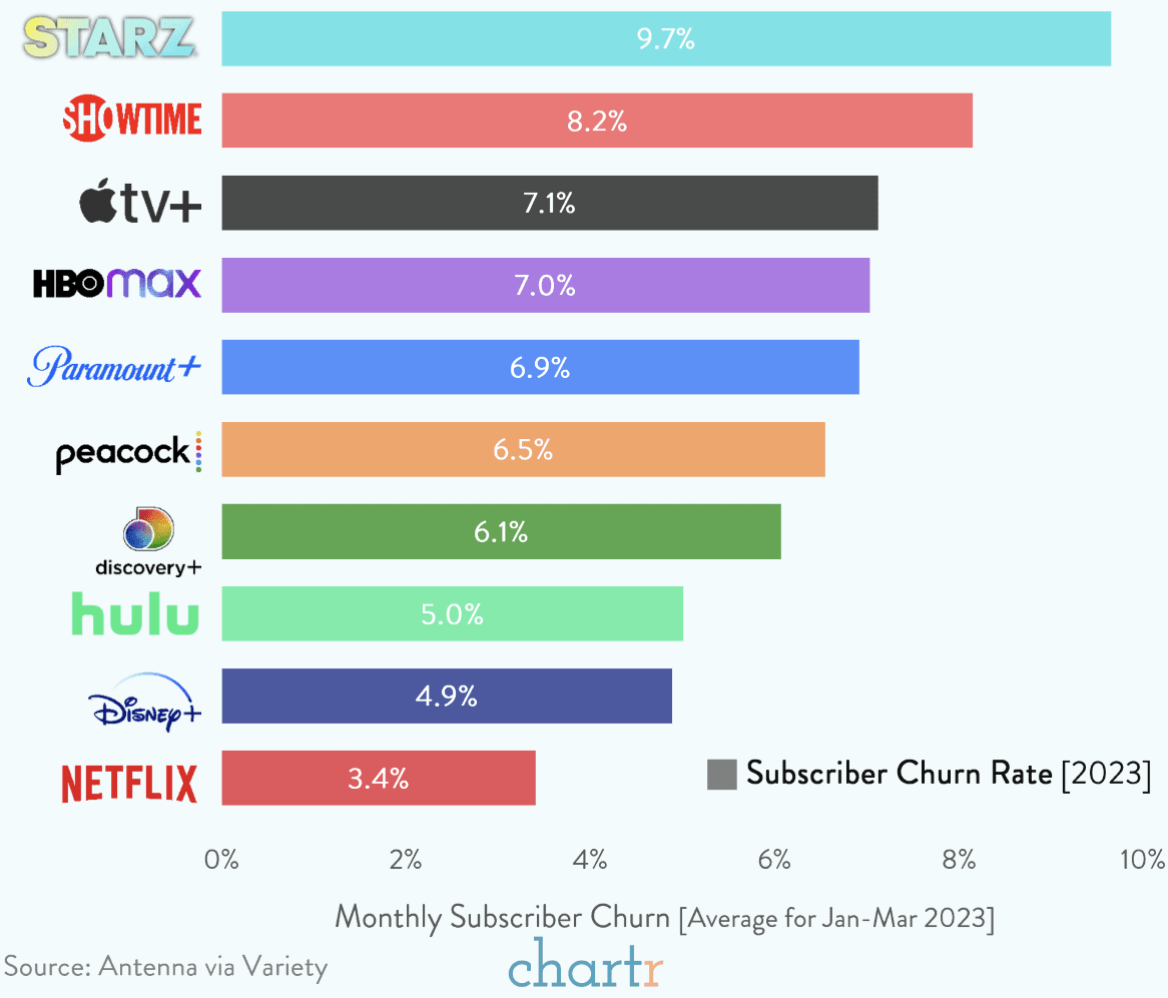 STARZ 9.7%
SHOWTIME 8.2%
tv+ 7.1%
HBOmax 7.0%
Paramount+ 6.9%
peacock 6.5%
discovery+ 6.1%
hulu 5.0%
Disney+ 4.9%
NETFLIX 3.4%
Subscriber Churn Rate [2023]
0% 2% 4% 6% 8% 10%
Monthly Subscriber Churn [Average for Jan-Mar 2023]
Source: Antenna via Variety
chartr